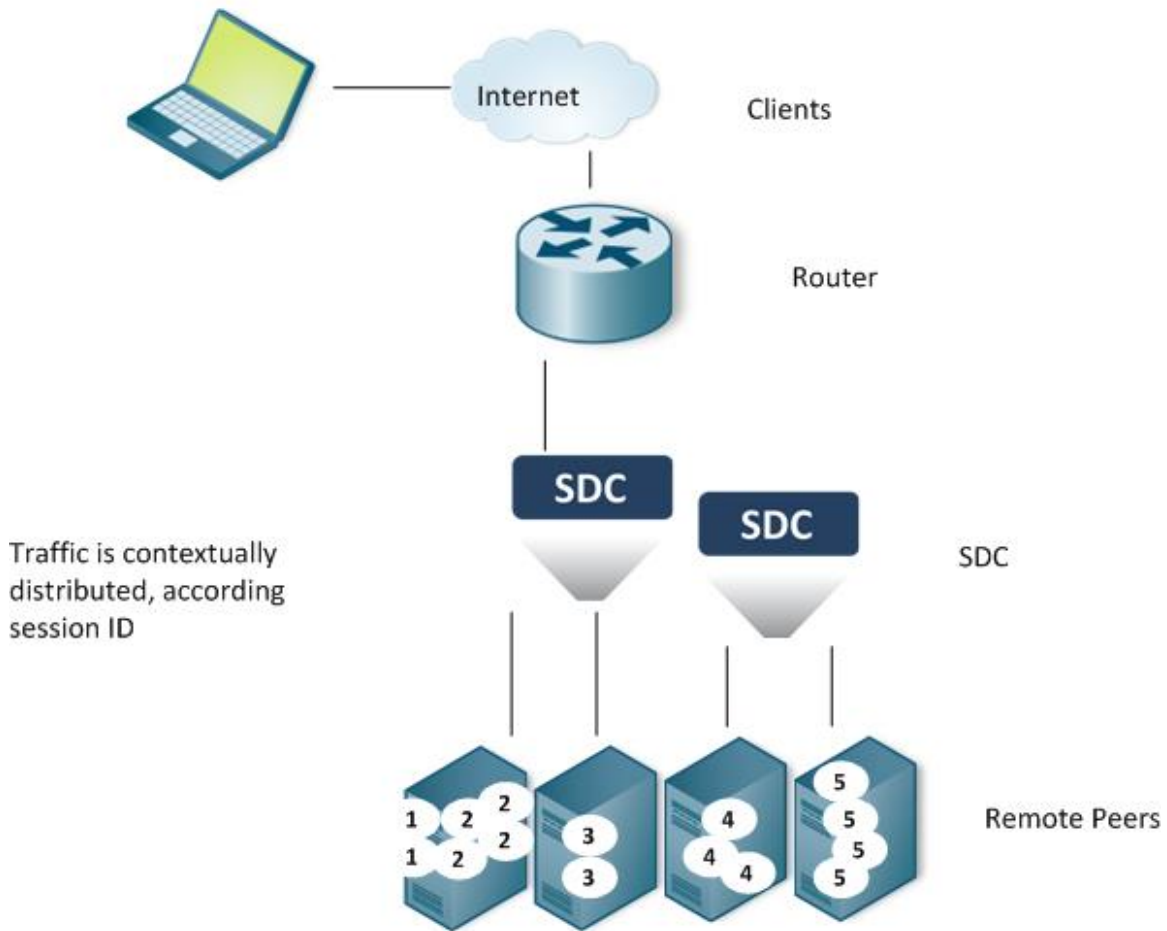 Internet
Clients
Router
SDC
SDC
SDC
Traffic is contextually
distributed, according
session ID
1 2 2
1 2 2
3
3
4
4 4
5
5
5
5
Remote Peers